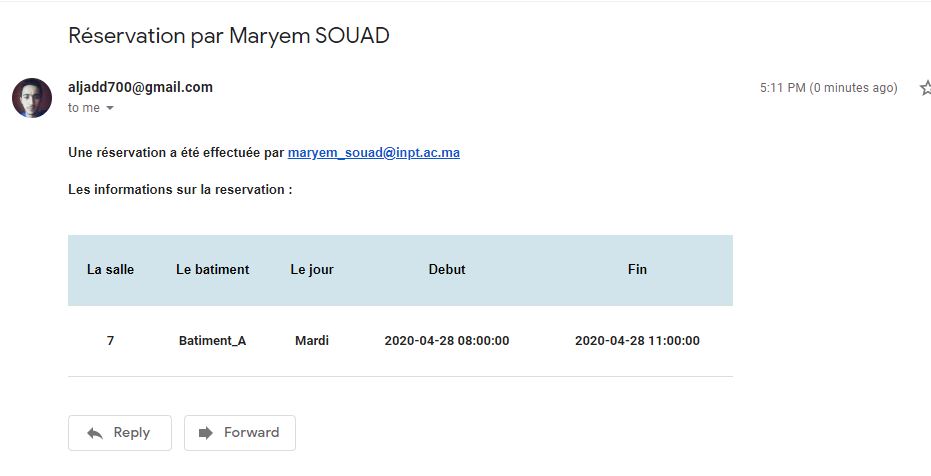 Réservation par Maryem SOUAD
aljadd700@gmail.com
5:11 PM (0 minutes ago)
to me
Une réservation a été effectuée par maryem_souad@inpt.ac.ma
Les informations sur la reservation :
La salle Le batiment Le jour Debut Fin
7 Batiment_A Mardi 2020-04-28 08:00:00 2020-04-28 11:00:00
Reply Forward